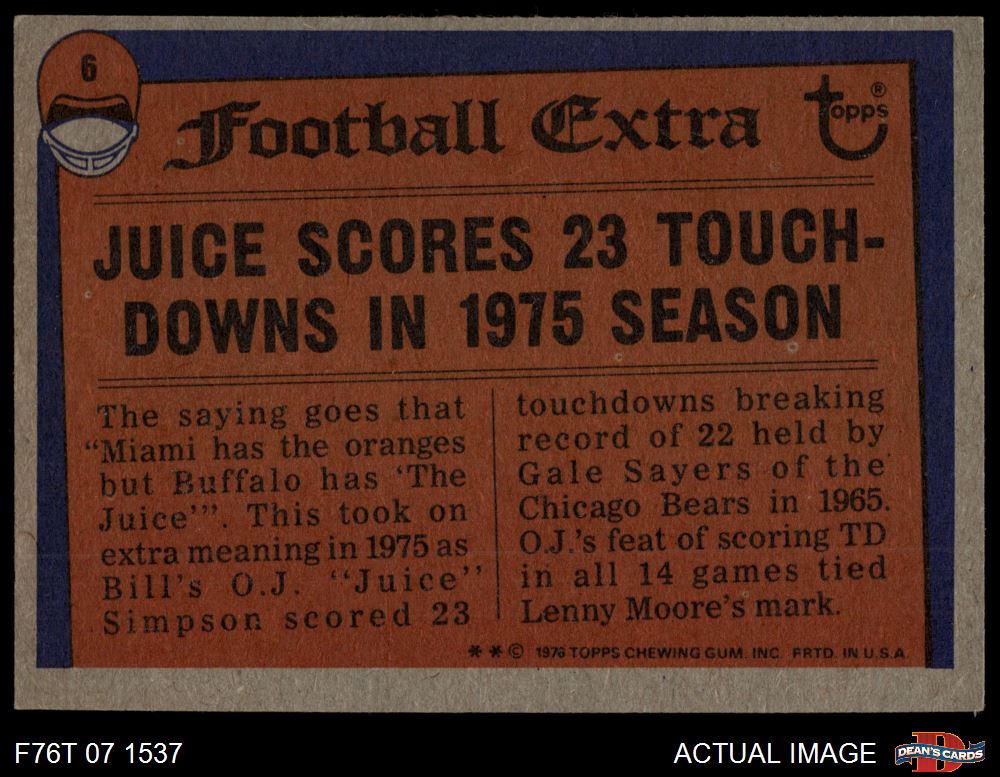 6
Football Extra
topps ®
JUICE SCORES 23 TOUCH-
DOWNS IN 1975 SEASON
The saying goes that
“Miami has the oranges
but Buffalo has ‘The
Juice’”. This took on
extra meaning in 1975 as
Bill's O.J. “Juice”
Simpson scored 23
touchdowns breaking
record of 22 held by
Gale Sayers of the
Chicago Bears in 1965.
O.J.'s feat of scoring TD
in all 14 games tied
Lenny Moore's mark.
* * © 1976 TOPPS CHEWING GUM. INC. PRTD. IN U.S.A.
F76T 07 1537
ACTUAL IMAGE
D
DEAN'S CARDS